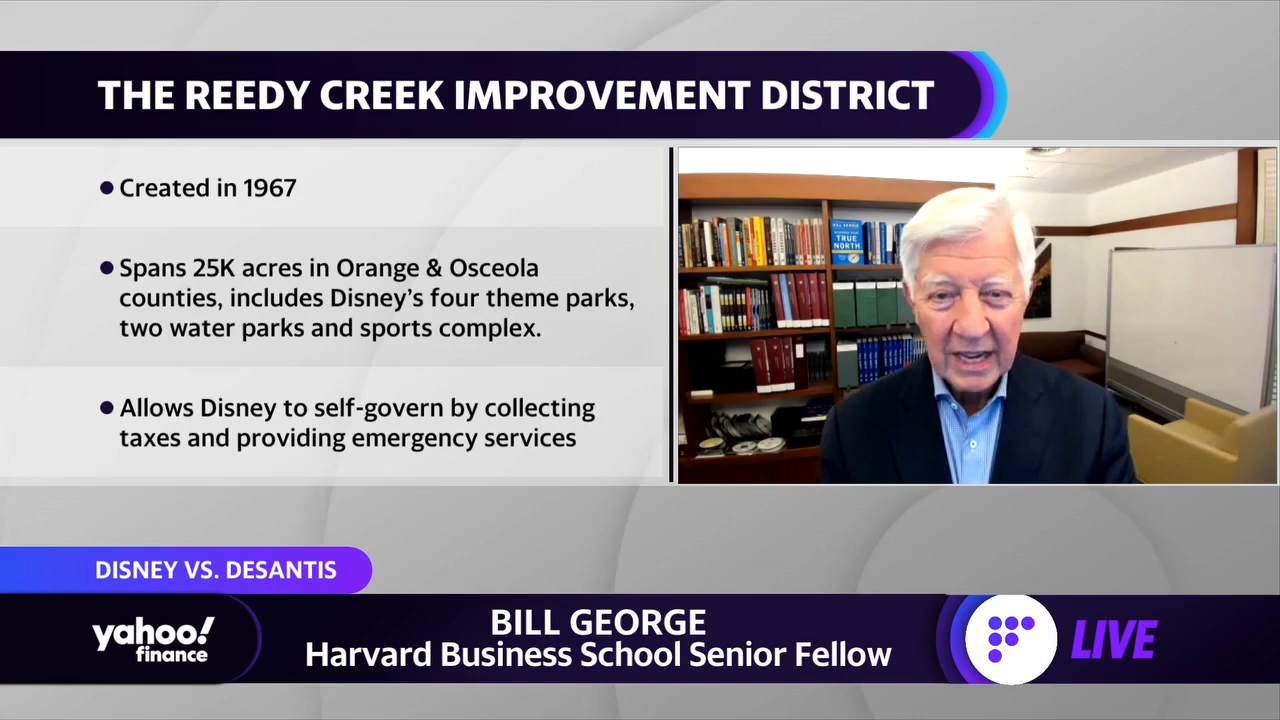 THE REEDY CREEK IMPROVEMENT DISTRICT
Created in 1967
Spans 25K acres in Orange & Osceola
counties, includes Disney's four theme parks,
two water parks and sports complex.
Allows Disney to self-govern by collecting
taxes and providing emergency services
TRUE
NORTH
DISNEY VS. DESANTIS
yahoo!
finance
BILL GEORGE
Harvard Business School Senior Fellow
LIVE